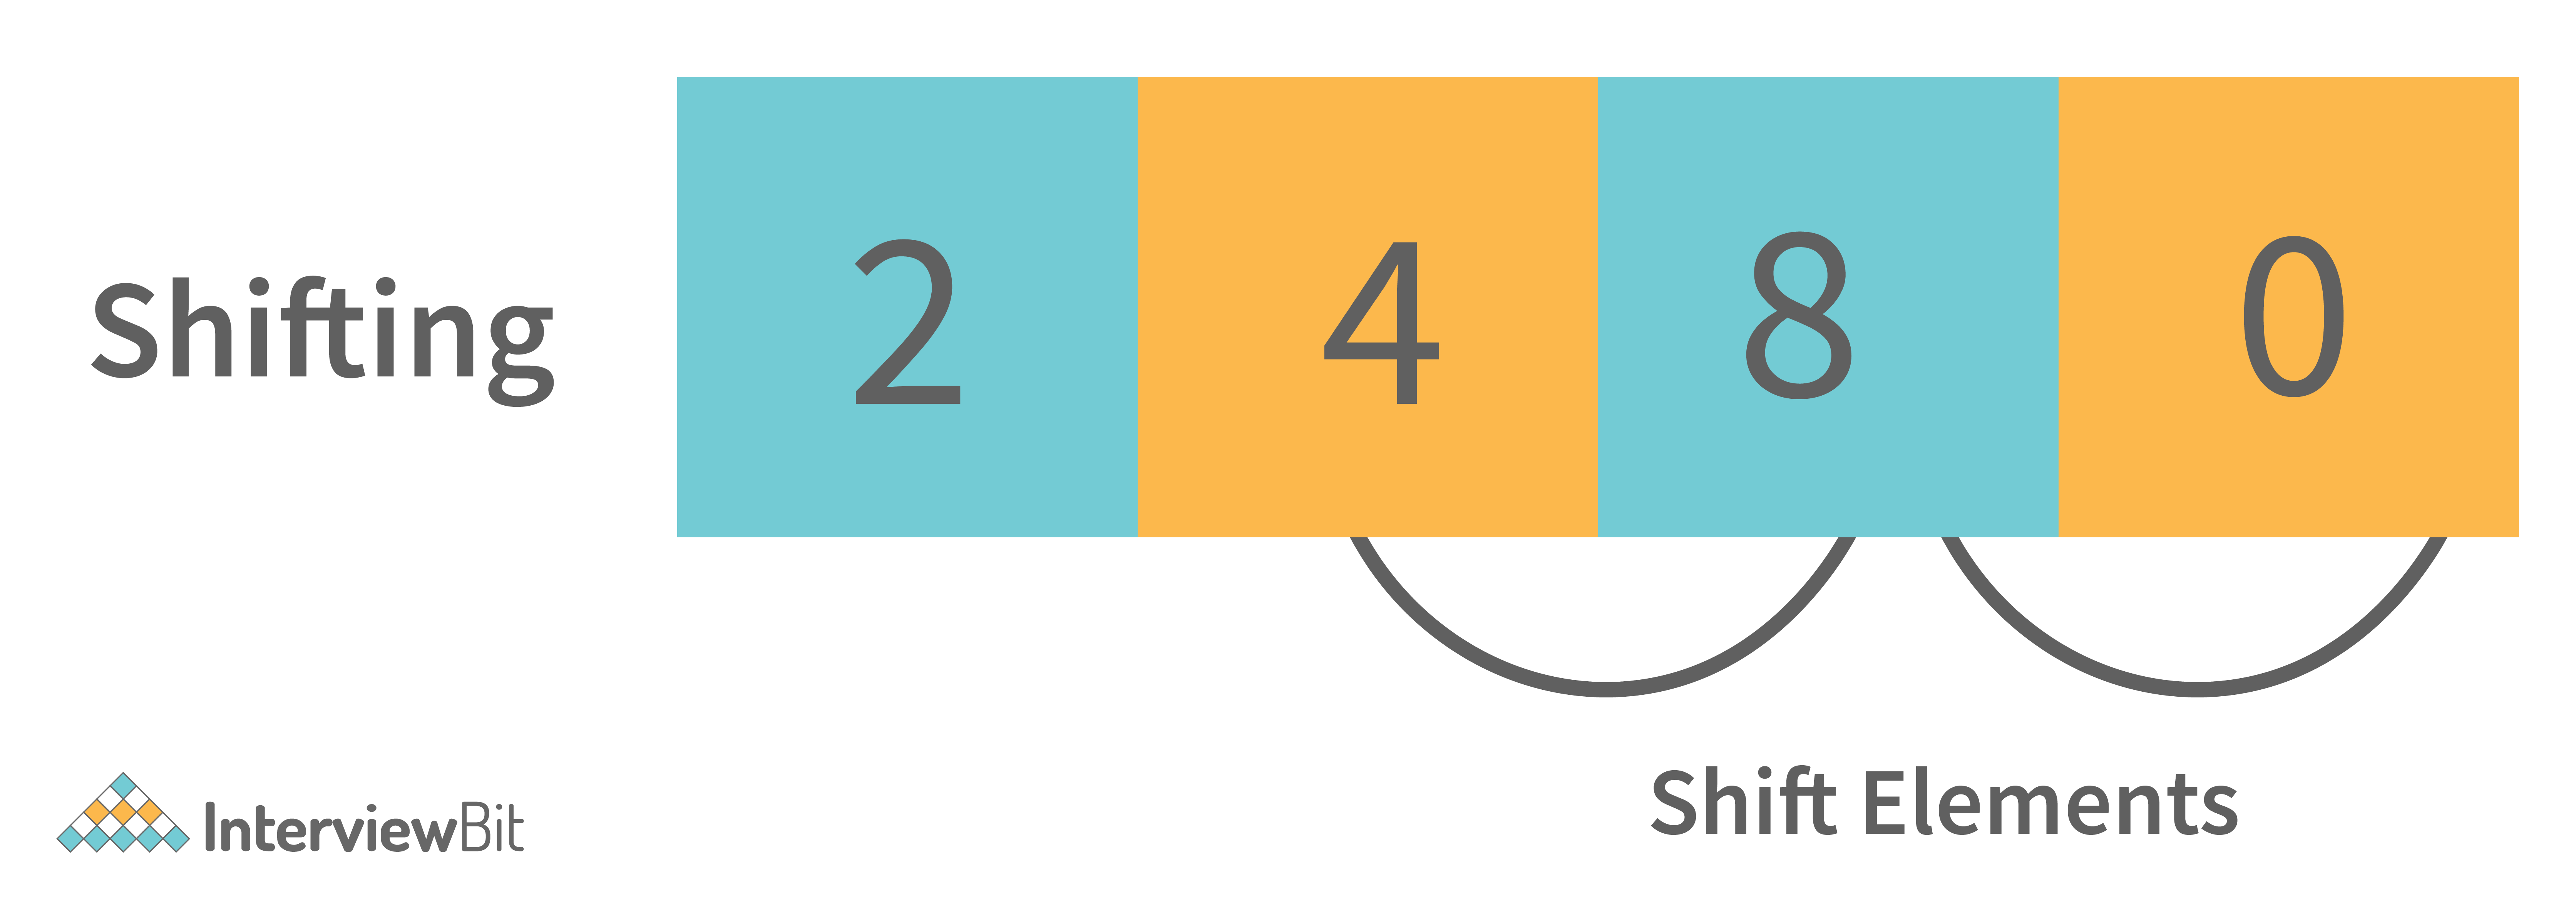 Shifting
2 4 8 0
Shift Elements
InterviewBit